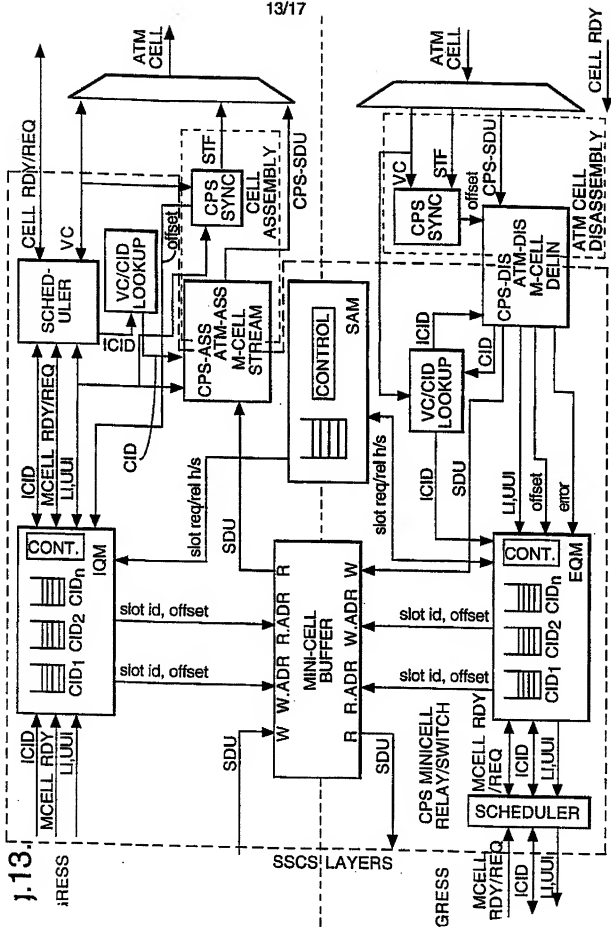 13/17
J.13.
GRESS
ICID
MCELL RDY
LI,UUI
CID1
CID2
CIDn
CONT.
IQM
ICID
MCELL RDY/REQ
LI,UUI
SCHED-
ULER
CELL RDY/REQ
VC
ATM
CELL
VC/CID
LOOKUP
ICID
CID
offset
CPS
SYNC
STF
CELL
ASSEMBLY
CPS-SDU
CPS-ASS
ATM-ASS
M-CELL
STREAM
slot req/rel h/s
SDU
slot id, offset
slot id, offset
SDU
W
W.ADR
R.ADR
R
MINI-CELL
BUFFER
R
R.ADR
W.ADR
W
SDU
CONTROL
SAM
SSCS LAYERS
slot req/rel h/s
slot id, offset
slot id, offset
CPS MINICELL
RELAY/SWITCH
SDU
ICID
VC/CID
LOOKUP
ICID
CID
VC
CPS
SYNC
STF
offset
CPS-SDU
CPS-DIS
ATM-DIS
M-CELL
DELIN
ATM CELL
DISASSEMBLY
ATM
CELL
CELL RDY
LI,UUI
offset
error
CID1
CID2
CIDn
CONT.
EQM
MCELL RDY
/REQ
ICID
LI,UUI
SCHEDULER
GRESS
MCELL
RDY/REQ
ICID
LI,UUI